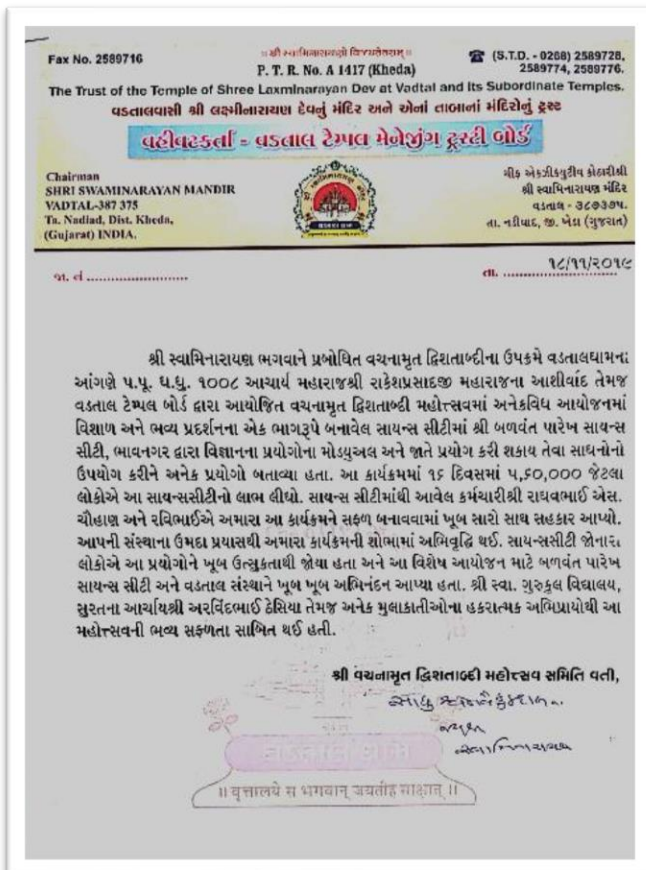 Fax No. 2589716
॥ श्री स्वामिनारायणो विजयतेतराम् ॥
P. T. R. No. A 1417 (Kheda)
☎ (S.T.D. - 0268) 2589728,
2589774, 2589776.
The Trust of the Temple of Shree Laxminarayan Dev at Vadtal and Its Subordinate Temples.
વડતાલવાસી શ્રી લક્ષ્મીનારાયણ દેવનું મંદિર અને એનાં તાબાનાં મંદિરોનું ટ્રસ્ટ
વહીવટકર્તા - વડતાલ ટેમ્પલ મેનેજીંગ ટ્રસ્ટી બોર્ડ
Chairman
SHRI SWAMINARAYAN MANDIR
VADTAL-387 375
Ta. Nadiad, Dist. Kheda,
(Gujarat) INDIA.
ચીફ એકઝીક્યુટીવ કોઠારીશ્રી
શ્રી સ્વામિનારાયણ મંદિર
વડતાલ - ૩૮૭૩૭૫.
તા. નડીયાદ, જી. ખેડા (ગુજરાત)
વડતાલ ધામ
જા. નં ........................
તા. ........................
૧૮/૧૧/૨૦૧૯
શ્રી સ્વામિનારાયણ ભગવાને પ્રબોધિત વચનામૃત દ્વિશતાબ્દીના ઉપક્રમે વડતાલધામનાં
આંગણે પ.પૂ. ધ.ધુ. ૧૦૦૮ આચાર્ય મહારાજશ્રી રાકેશપ્રસાદજી મહારાજના આશીર્વાદ તેમજ
વડતાલ ટેમ્પલ બોર્ડ દ્વારા આયોજિત વચનામૃત દ્વિશતાબ્દી મહોત્સવમાં અનેકવિધ આયોજનમાં
વિશાળ અને ભવ્ય પ્રદર્શનના એક ભાગરૂપે બનાવેલ સાયન્સ સીટીમાં શ્રી બળવંત પારેખ સાયન્સ
સીટી, ભાવનગર દ્વારા વિજ્ઞાનના પ્રયોગોના મોડ્યુઅલ અને જાતે પ્રયોગ કરી શકાય તેવા સાધનોનો
ઉપયોગ કરીને અનેક પ્રયોગો બતાવ્યા હતા. આ કાર્યક્રમમાં ૧૬ દિવસમાં ૫,૬૦,૦૦૦ જેટલા
લોકોએ આ સાયન્સસીટીનો લાભ લીધો. સાયન્સ સીટીમાંથી આવેલ કર્મચારીશ્રી રાઘવભાઈ એસ.
ચૌહાણ અને રવિભાઈએ અમારા આ કાર્યક્રમને સફળ બનાવવામાં ખૂબ સારો સાથ સહકાર આપ્યો.
આપની સંસ્થાના ઉમદા પ્રયાસથી અમારા કાર્યક્રમની શોભામાં અભિવૃદ્ધિ થઈ. સાયન્સસીટી જોનારા
લોકોએ આ પ્રયોગોને ખૂબ ઉત્સુકતાથી જોયા હતા અને આ વિશેષ આયોજન માટે બળવંત પારેખ
સાયન્સ સીટી અને વડતાલ સંસ્થાને ખૂબ ખૂબ અભિનંદન આપ્યા હતા. શ્રી સ્વા. ગુરુકુલ વિદ્યાલય,
સુરતના આચાર્યશ્રી અરવિંદભાઈ ઠેશિયા તેમજ અનેક મુલાકાતીઓના હકારાત્મક અભિપ્રાયોથી આ
મહોત્સવની ભવ્ય સફળતા સાબિત થઈ હતી.
શ્રી વચનામૃત દ્વિશતાબ્દી મહોત્સવ સમિતિ વતી,
સાધુ
સ્વામિનારાયણ
વડતાલ ધામ
॥ वृत्तालये स भगवान् जयतीह साक्षात् ॥